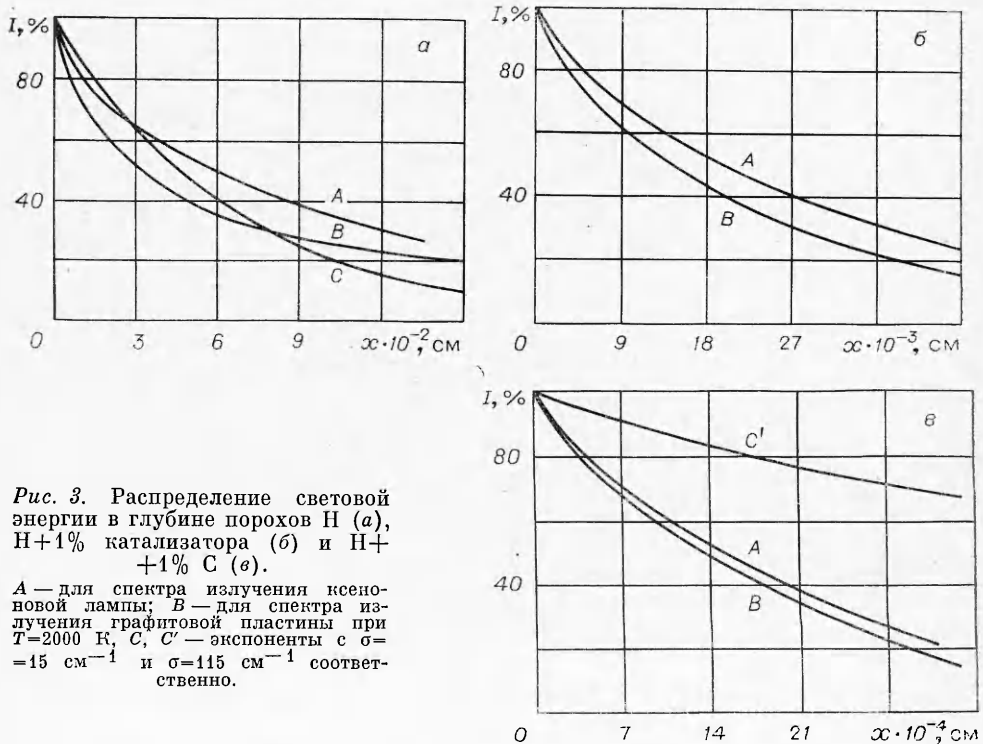 I,%
а
80
40
A
B
C
0
3
6
9
x·10⁻², см
I,%
б
80
40
A
B
0
9
18
27
x·10⁻³, см
I,%
в
80
40
C'
A
B
0
7
14
21
x·10⁻⁴, см
Рис. 3. Распределение световой
энергии в глубине порохов Н (а),
Н+1% катализатора (б) и Н+
+1% С (в).
А — для спектра излучения ксено-
новой лампы; В — для спектра из-
лучения графитовой пластины при
Т=2000 К, С, С' — экспоненты с σ=
=15 см⁻¹ и σ=115 см⁻¹ соответ-
ственно.